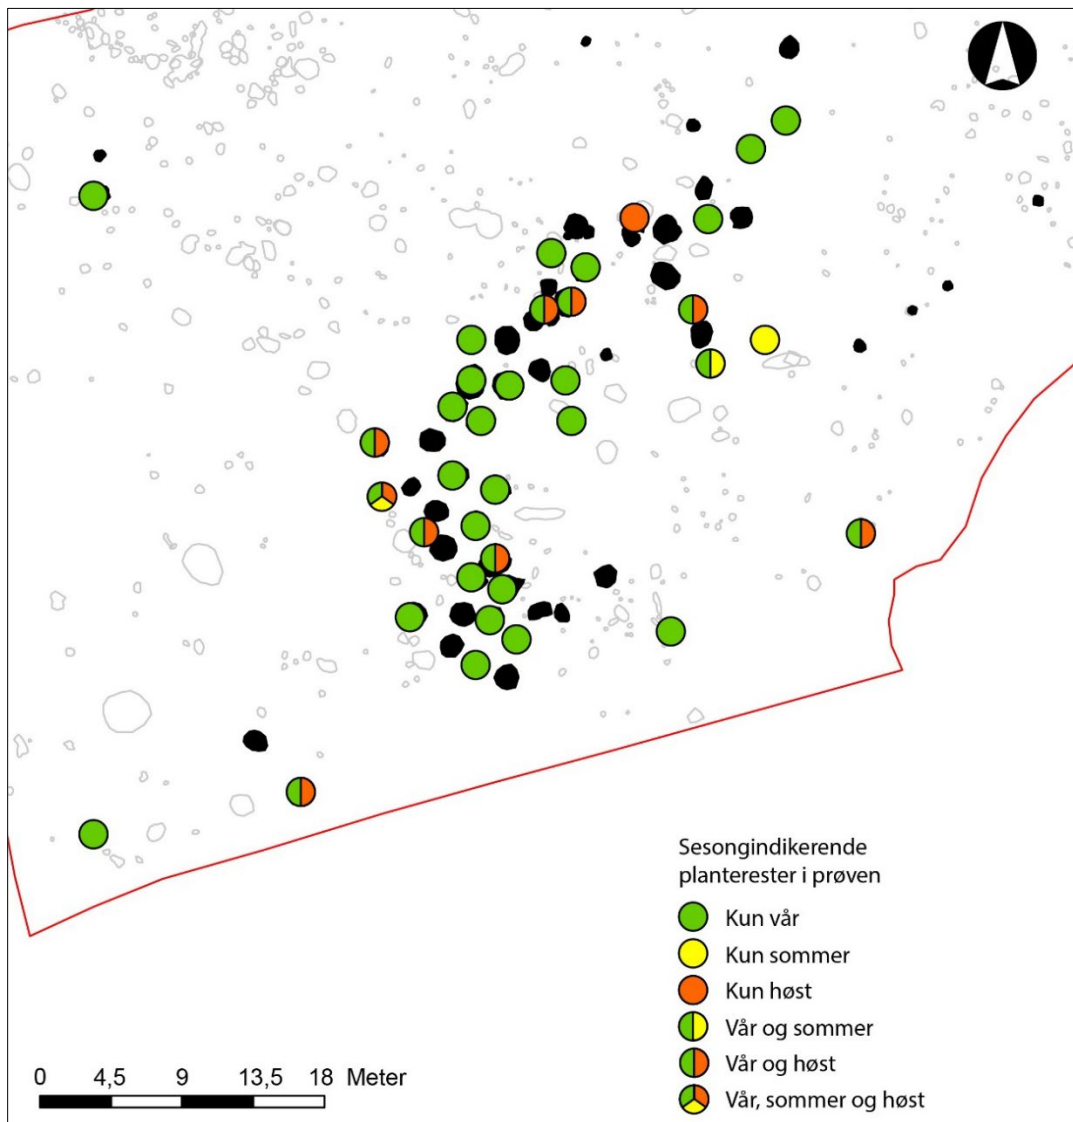 Sesongindikerende
planterester i prøven
Kun vår
Kun sommer
Kun høst
Vår og sommer
Vår og høst
Vår, sommer og høst
0 4,5 9 13,5 18 Meter